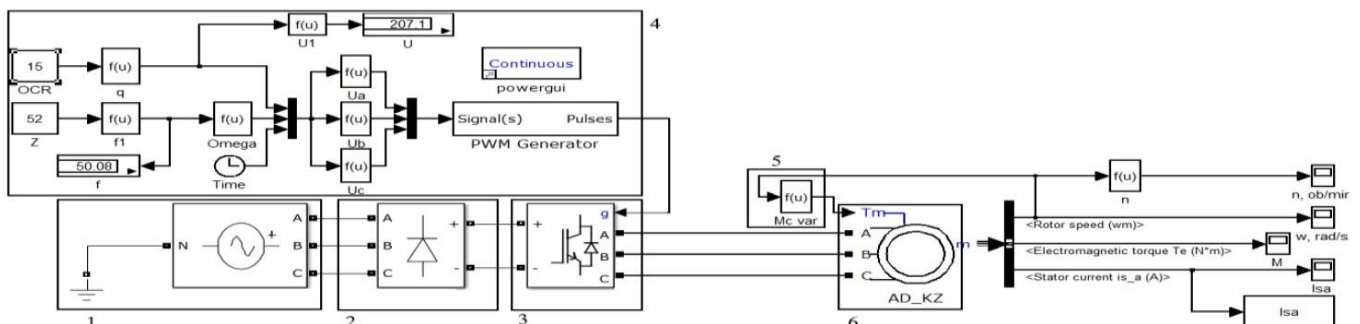 f(u)
U1
207.1
U
4
15
OCR
f(u)
q
f(u)
Ua
Continuous
powergui
52
Z
f(u)
f1
f(u)
Omega
f(u)
Ub
Signal(s) Pulses
PWM Generator
50.08
f
Time
f(u)
Uc
5
f(u)
Mc var
f(u)
n
n, ob/mir
<Rotor speed (wm)>
w, rad/s
<Electromagnetic torque Te (N*m)>
M
<Stator current is_a (A)>
Isa
Isa
N
+
A
B
C
1
A
B
C
+
-
2
+
-
g
A
B
C
3
Tm
m
A
B
C
AD_KZ
6